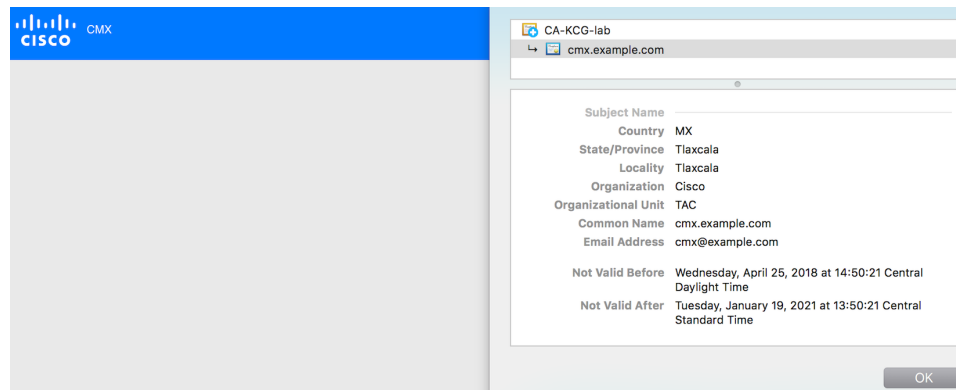 CISCO CMX
CA-KCG-lab
cmx.example.com
Subject Name
Country MX
State/Province Tlaxcala
Locality Tlaxcala
Organization Cisco
Organizational Unit TAC
Common Name cmx.example.com
Email Address cmx@example.com
Not Valid Before Wednesday, April 25, 2018 at 14:50:21 Central
Daylight Time
Not Valid After Tuesday, January 19, 2021 at 13:50:21 Central
Standard Time
OK